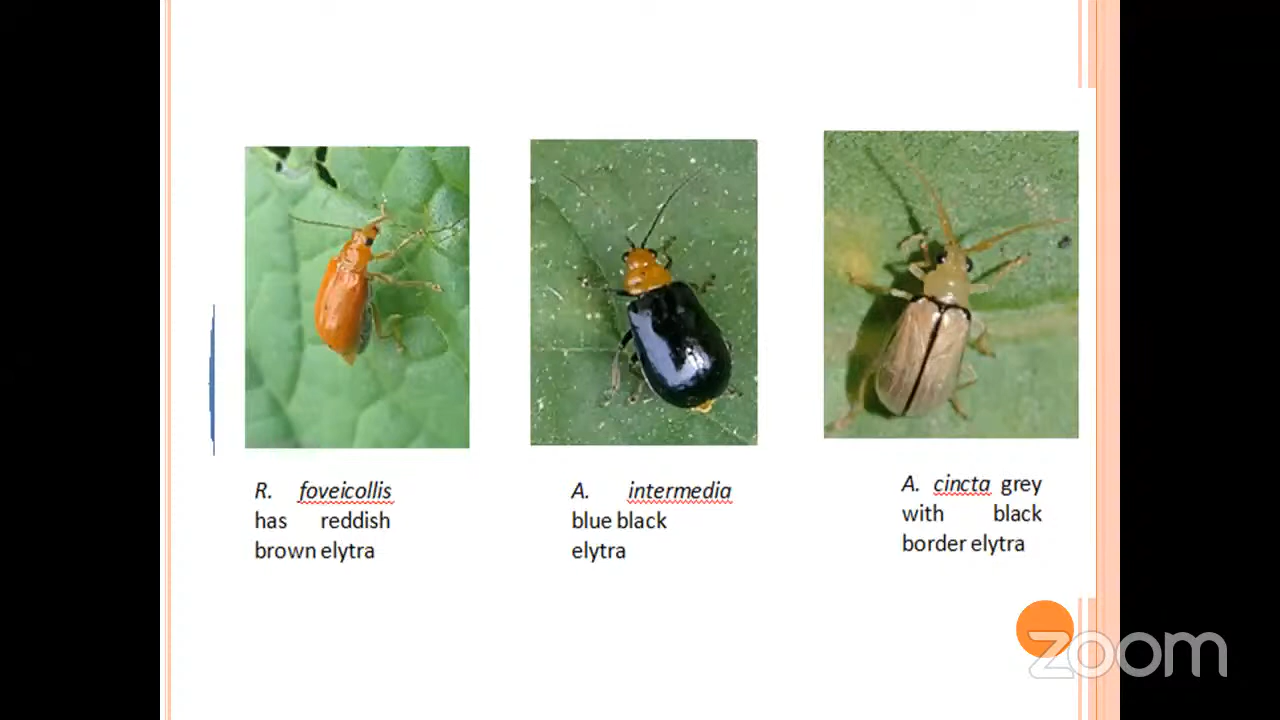 R. foveicollis
has reddish
brown elytra
A. intermedia
blue black
elytra
A. cincta grey
with black
border elytra
zoom